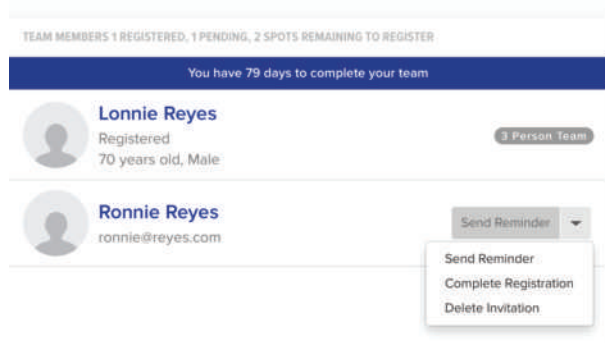 TEAM MEMBERS 1 REGISTERED, 1 PENDING, 2 SPOTS REMAINING TO REGISTER
You have 79 days to complete your team
Lonnie Reyes
Registered
3 Person Team
70 years old, Male
Ronnie Reyes
Send Reminder
ronnie@reyes.com
Send Reminder
Complete Registration
Delete Invitation